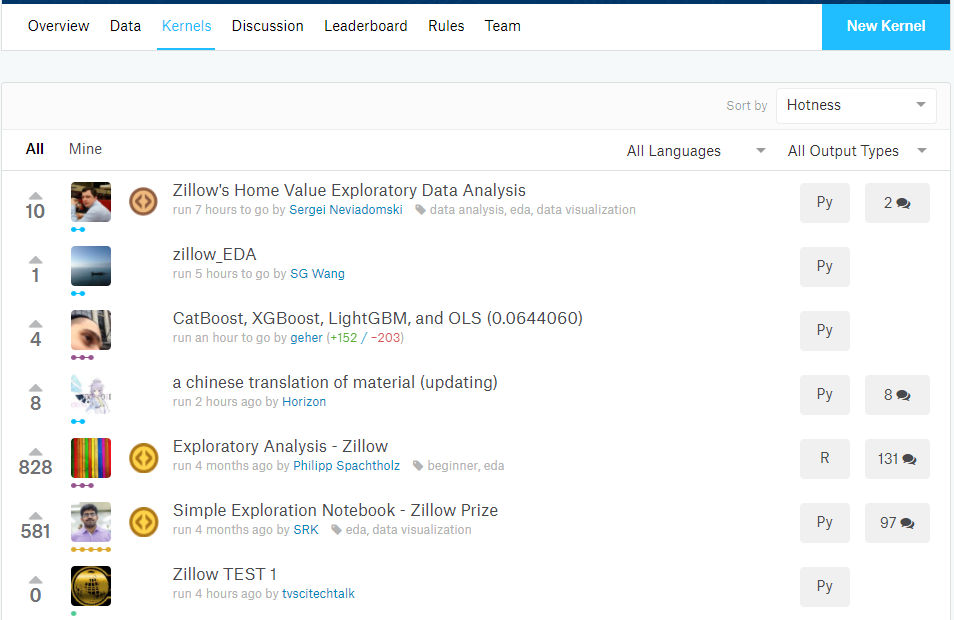 Overview Data Kernels Discussion Leaderboard Rules Team New Kernel
Sort by Hotness
All Mine All Languages All Output Types
Zillow's Home Value Exploratory Data Analysis
10 run 7 hours to go by Sergei Neviadomski data analysis, eda, data visualization Py 2
zillow_EDA
1 run 5 hours to go by SG Wang Py
CatBoost, XGBoost, LightGBM, and OLS (0.0644060)
4 run an hour to go by geher (+152 / −203) Py
a chinese translation of material (updating)
8 run 2 hours ago by Horizon Py 8
Exploratory Analysis - Zillow
828 run 4 months ago by Philipp Spachtholz beginner, eda R 131
Simple Exploration Notebook - Zillow Prize
581 run 4 months ago by SRK eda, data visualization Py 97
Zillow TEST 1
0 run 4 hours ago by tvscitechtalk Py